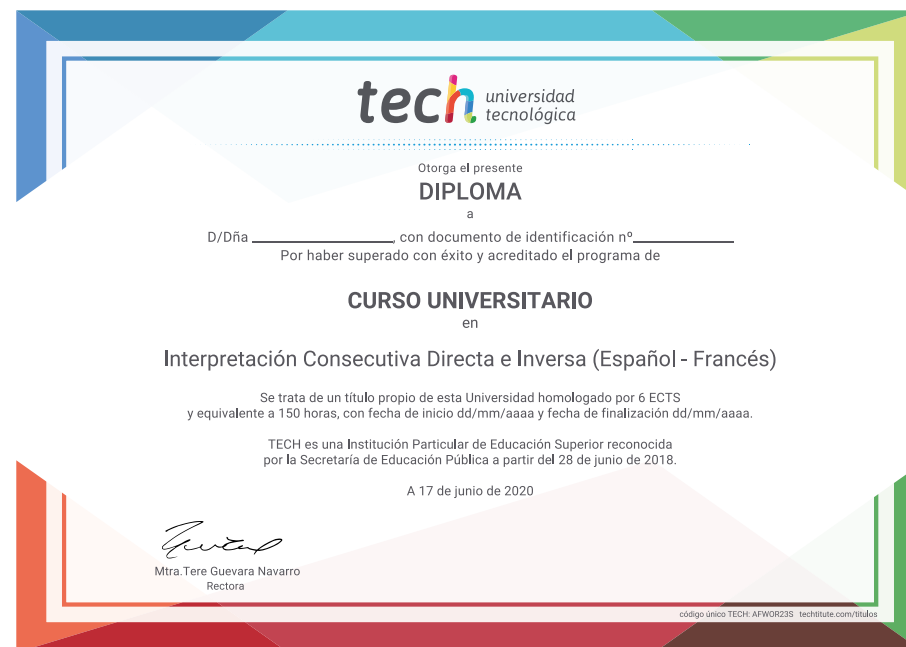 tech universidad
tecnológica
Otorga el presente
DIPLOMA
a
D/Dña ____________________, con documento de identificación nº______________
Por haber superado con éxito y acreditado el programa de
CURSO UNIVERSITARIO
en
Interpretación Consecutiva Directa e Inversa (Español - Francés)
Se trata de un título propio de esta Universidad homologado por 6 ECTS
y equivalente a 150 horas, con fecha de inicio dd/mm/aaaa y fecha de finalización dd/mm/aaaa.
TECH es una Institución Particular de Educación Superior reconocida
por la Secretaría de Educación Pública a partir del 28 de junio de 2018.
A 17 de junio de 2020
Mtra.Tere Guevara Navarro
Rectora
código único TECH: AFWOR23S techtitute.com/titulos